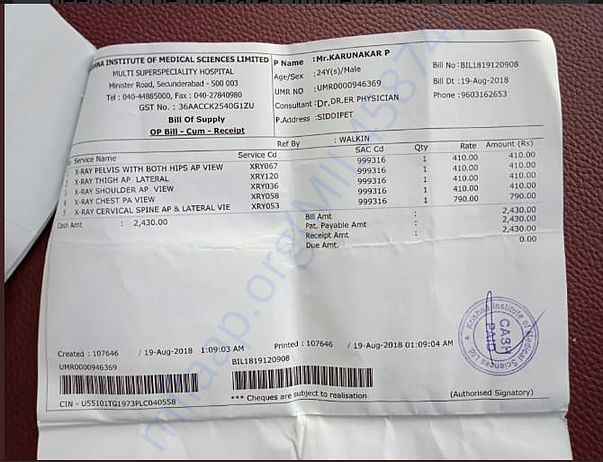 HNA INSTITUTE OF MEDICAL SCIENCES LIMITED
MULTI SUPERSPECIALITY HOSPITAL
Minister Road, Secunderabad - 500 003
Tel : 040-44885000, Fax : 040-27840980
GST No. : 36AACCK2540G1ZU
Bill Of Supply
OP Bill - Cum - Receipt
P Name : Mr.KARUNAKAR P
Age/Sex : 24Y(s)/Male
UMR NO : UMR0000946369
Consultant : Dr.DR.ER PHYSICIAN
P.Address : SIDDIPET
Bill No : BIL1819120908
Bill Dt : 19-Aug-2018
Phone : 9603162653
Ref By : WALKIN
Service Name Service Cd SAC Cd Qty Rate Amount (Rs)
X-RAY PELVIS WITH BOTH HIPS AP VIEW XRY067 999316 1 410.00 410.00
X-RAY THIGH AP LATERAL XRY120 999316 1 410.00 410.00
X-RAY SHOULDER AP VIEW XRY036 999316 1 410.00 410.00
X-RAY CHEST PA VIEW XRY058 999316 1 410.00 410.00
5 X-RAY CERVICAL SPINE AP & LATERAL VIE XRY053 999316 1 790.00 790.00
Cash Amt : 2,430.00
Bill Amt : 2,430.00
Pat. Payable Amt : 2,430.00
Receipt Amt : 2,430.00
Due Amt. 0.00
Krishna Institute of Medical Sciences Ltd
CASH
PAID
Created : 107646 / 19-Aug-2018 1:09:03 AM
Printed : 107646 / 19-Aug-2018 01:09:04 AM
UMR0000946369
BIL1819120908
*** Cheques are subject to realisation
(Authorised Signatory)
CIN - U55101TG1973PLC040558